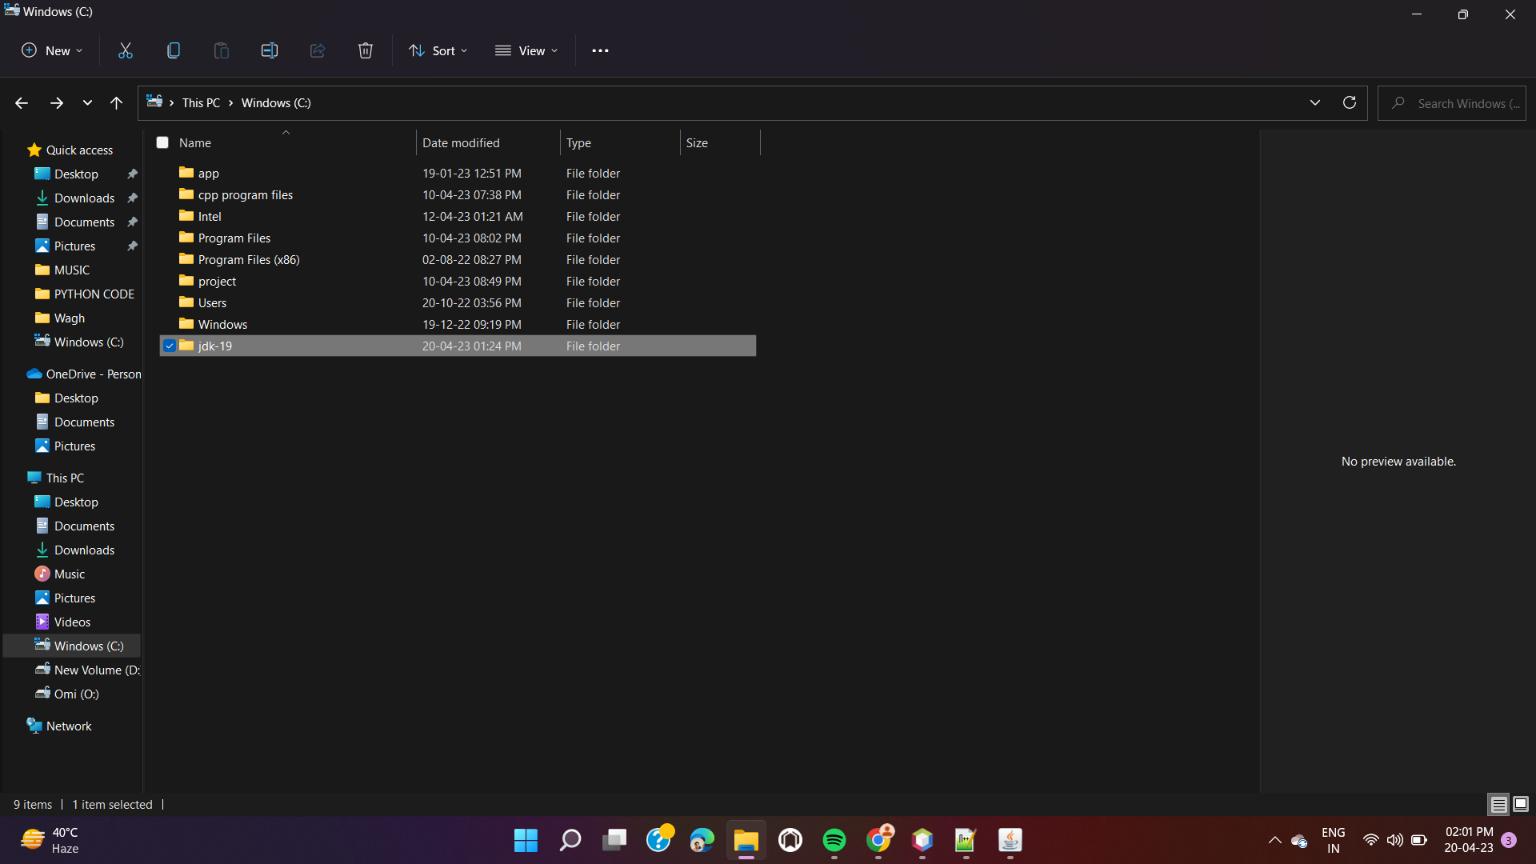 Windows (C:)
New
Sort
View
This PC > Windows (C:)
Search Windows (...
Name Date modified Type Size
app 19-01-23 12:51 PM File folder
cpp program files 10-04-23 07:38 PM File folder
Intel 12-04-23 01:21 AM File folder
Program Files 10-04-23 08:02 PM File folder
Program Files (x86) 02-08-22 08:27 PM File folder
project 10-04-23 08:49 PM File folder
Users 20-10-22 03:56 PM File folder
Windows 19-12-22 09:19 PM File folder
jdk-19 20-04-23 01:24 PM File folder
Quick access
Desktop
Downloads
Documents
Pictures
MUSIC
PYTHON CODE
Wagh
Windows (C:)
OneDrive - Person
Desktop
Documents
Pictures
This PC
Desktop
Documents
Downloads
Music
Pictures
Videos
Windows (C:)
New Volume (D:
Omi (O:)
Network
No preview available.
9 items | 1 item selected |
40°C
Haze
ENG
IN
02:01 PM
20-04-23
3